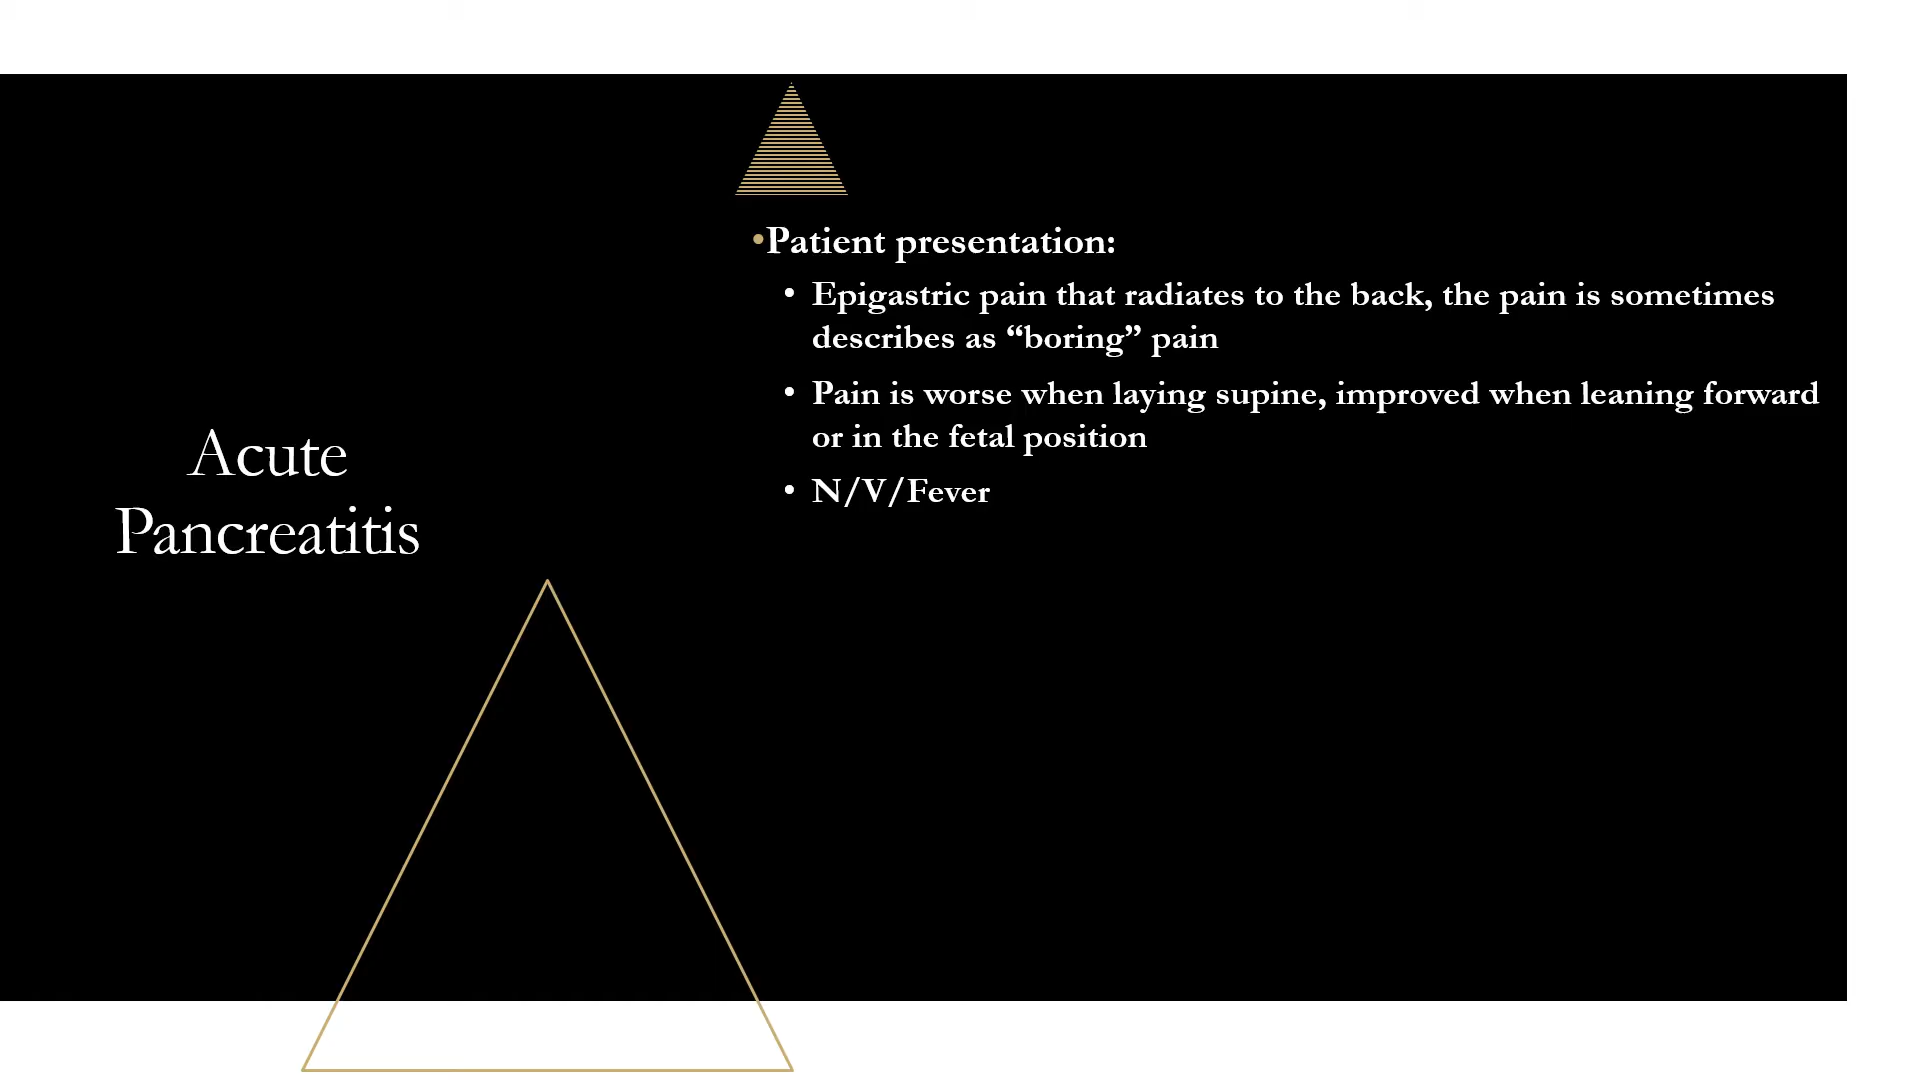 Acute
Pancreatitis
•Patient presentation:
• Epigastric pain that radiates to the back, the pain is sometimes
describes as “boring” pain
• Pain is worse when laying supine, improved when leaning forward
or in the fetal position
• N/V/Fever